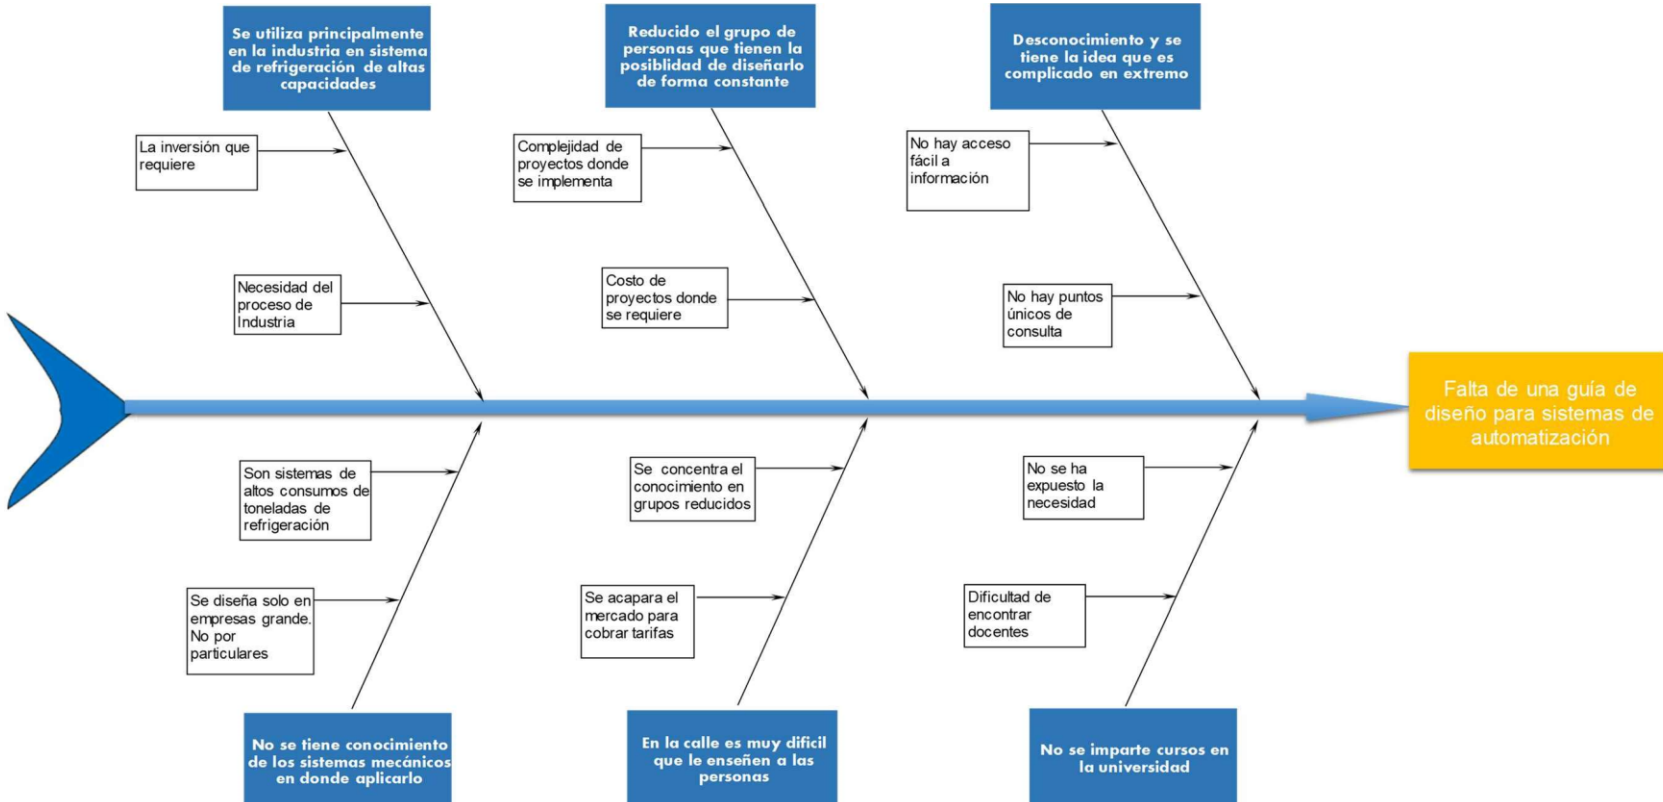 Se utiliza principalmente
en la industria en sistema
de refrigeración de altas
capacidades
Reducido el grupo de
personas que tienen la
posiblidad de diseñarlo
de forma constante
Desconocimiento y se
tiene la idea que es
complicado en extremo
La inversión que
requiere
Complejidad de
proyectos donde
se implementa
No hay acceso
fácil a
información
Necesidad del
proceso de
Industria
Costo de
proyectos donde
se requiere
No hay puntos
únicos de
consulta
Falta de una guía de
diseño para sistemas de
automatización
Son sistemas de
altos consumos de
toneladas de
refrigeración
Se concentra el
conocimiento en
grupos reducidos
No se ha
expuesto la
necesidad
Se diseña solo en
empresas grande.
No por
particulares
Se acapara el
mercado para
cobrar tarifas
Dificultad de
encontrar
docentes
No se tiene conocimiento
de los sistemas mecánicos
en donde aplicarlo
En la calle es muy dificil
que le enseñen a las
personas
No se imparte cursos en
la universidad